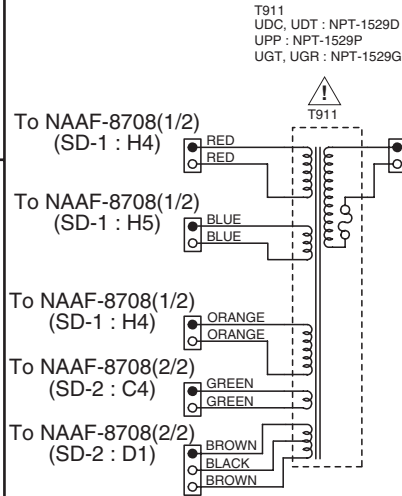 T911
UDC, UDT : NPT-1529D
UPP : NPT-1529P
UGT, UGR : NPT-1529G
!
T911
To NAAF-8708(1/2)
(SD-1 : H4)
RED
RED
To NAAF-8708(1/2)
(SD-1 : H5)
BLUE
BLUE
To NAAF-8708(1/2)
(SD-1 : H4)
ORANGE
ORANGE
To NAAF-8708(2/2)
(SD-2 : C4)
GREEN
GREEN
To NAAF-8708(2/2)
(SD-2 : D1)
BROWN
BLACK
BROWN